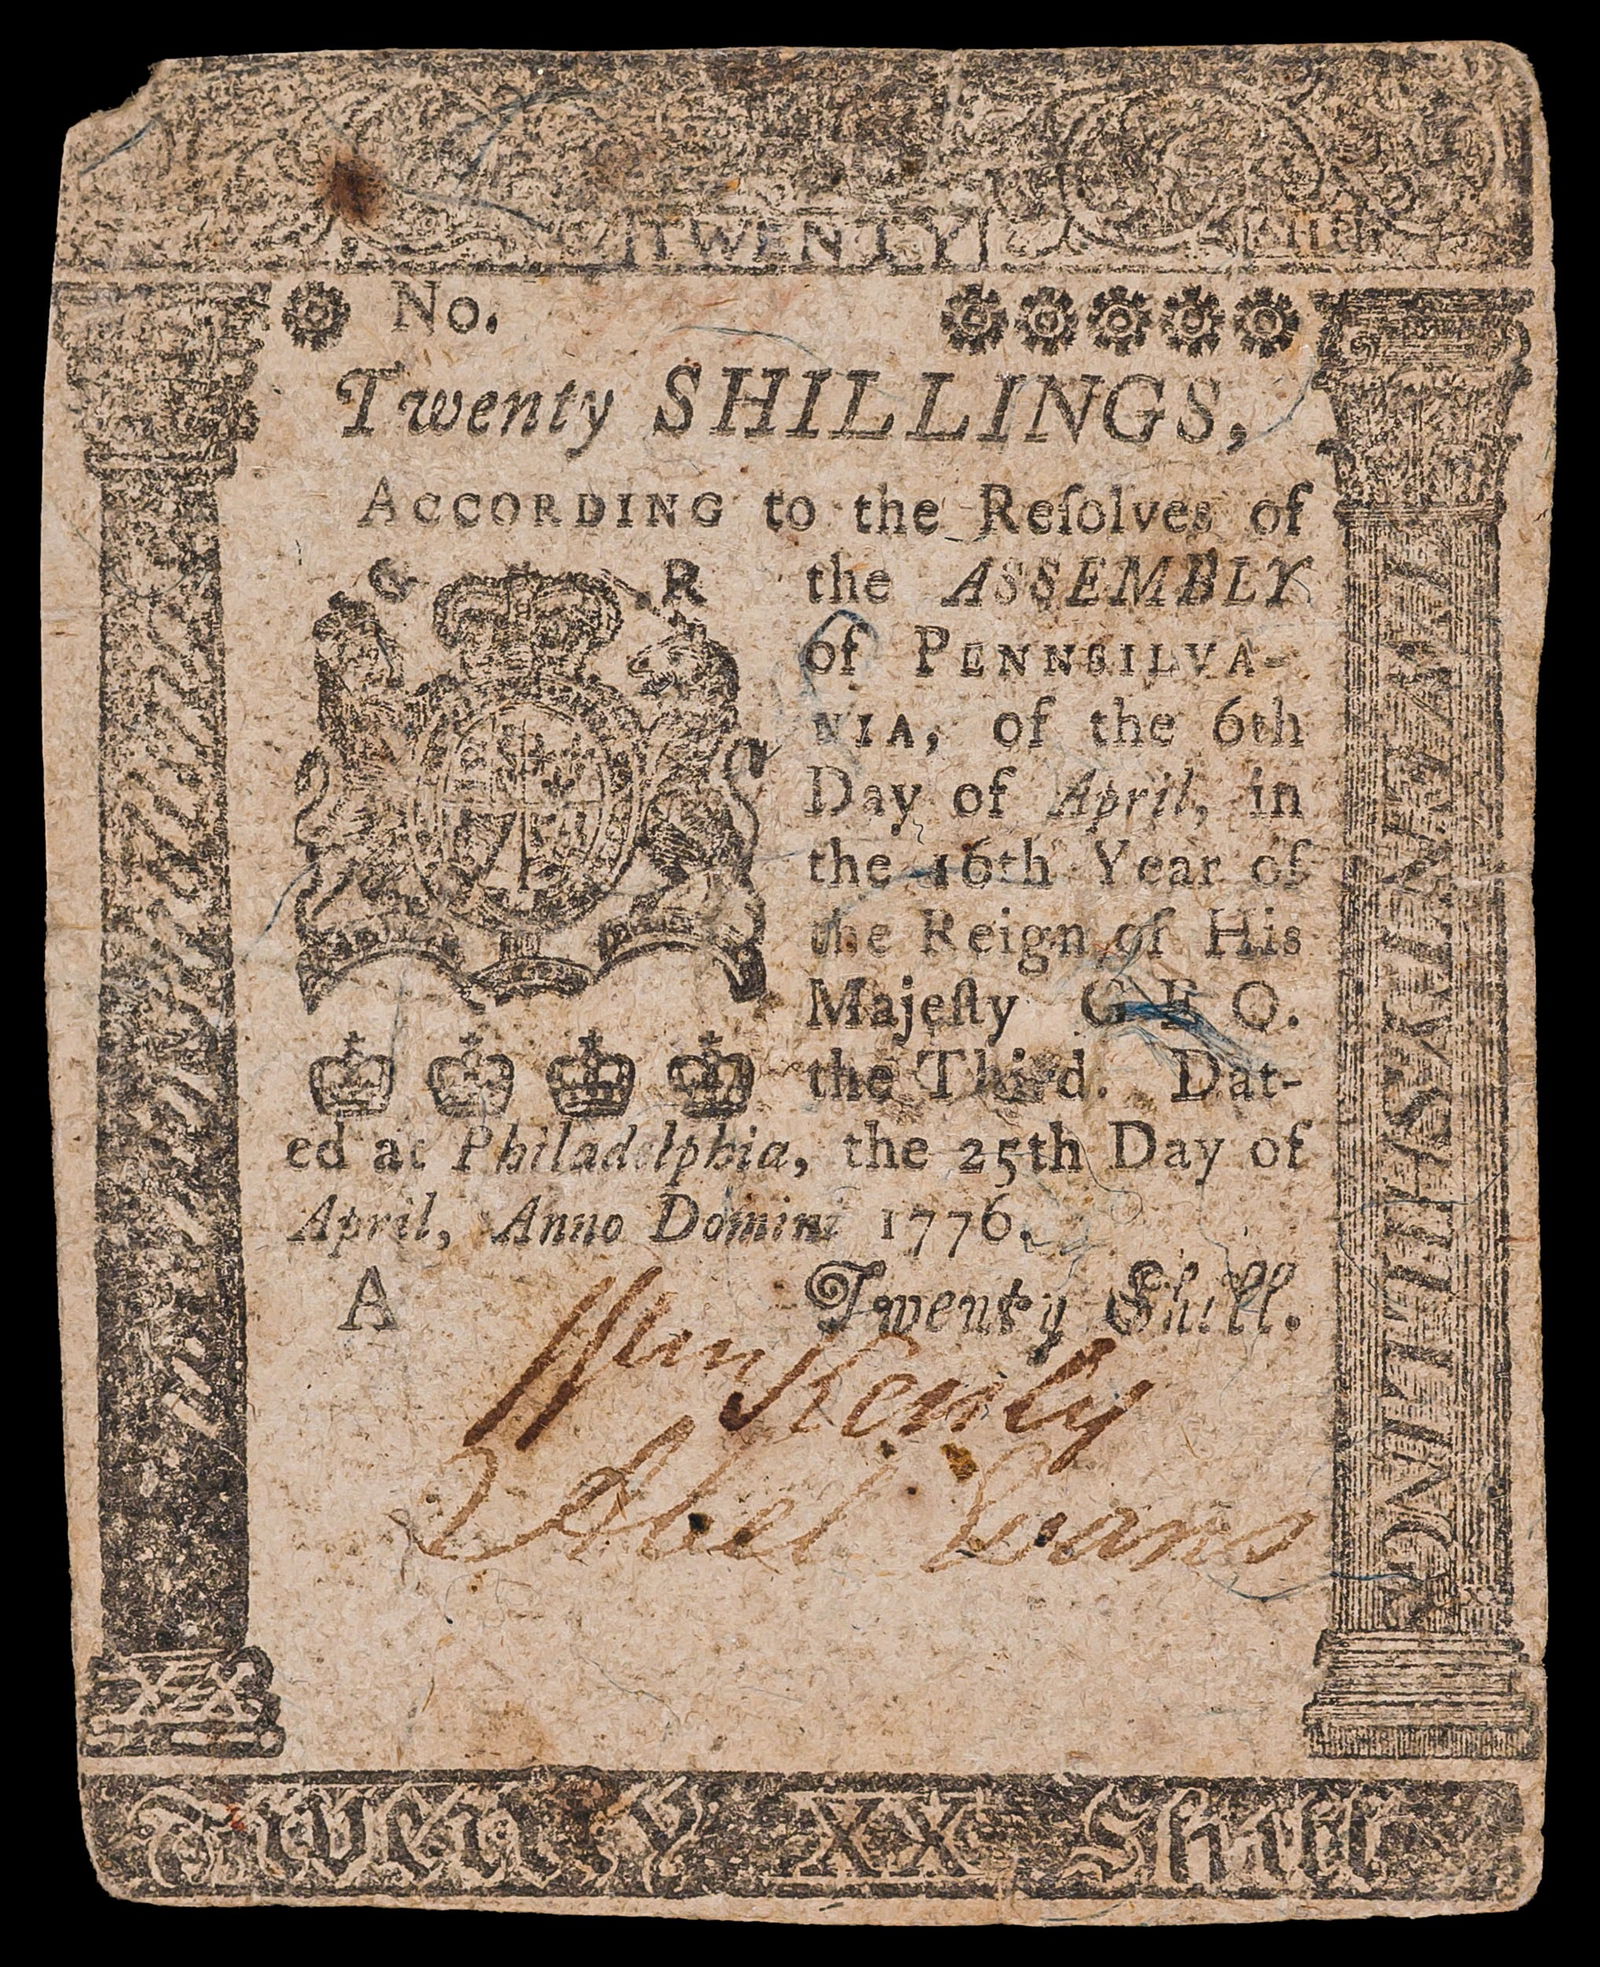 TWENTY
No.
Twenty SHILLINGS,
ACCORDING to the Reſolves of
G R
the ASSEMBLY
of PENNSILVA-
NIA, of the 6th
Day of April, in
the 16th Year of
the Reign of His
Majeſty GEO.
the Third. Dat-
ed at Philadelphia, the 25th Day of
April, Anno Domini 1776.
A Twenty Shill.
Abel Evans
TWENTY SHILLINGS
XX
Twenty XX Shill